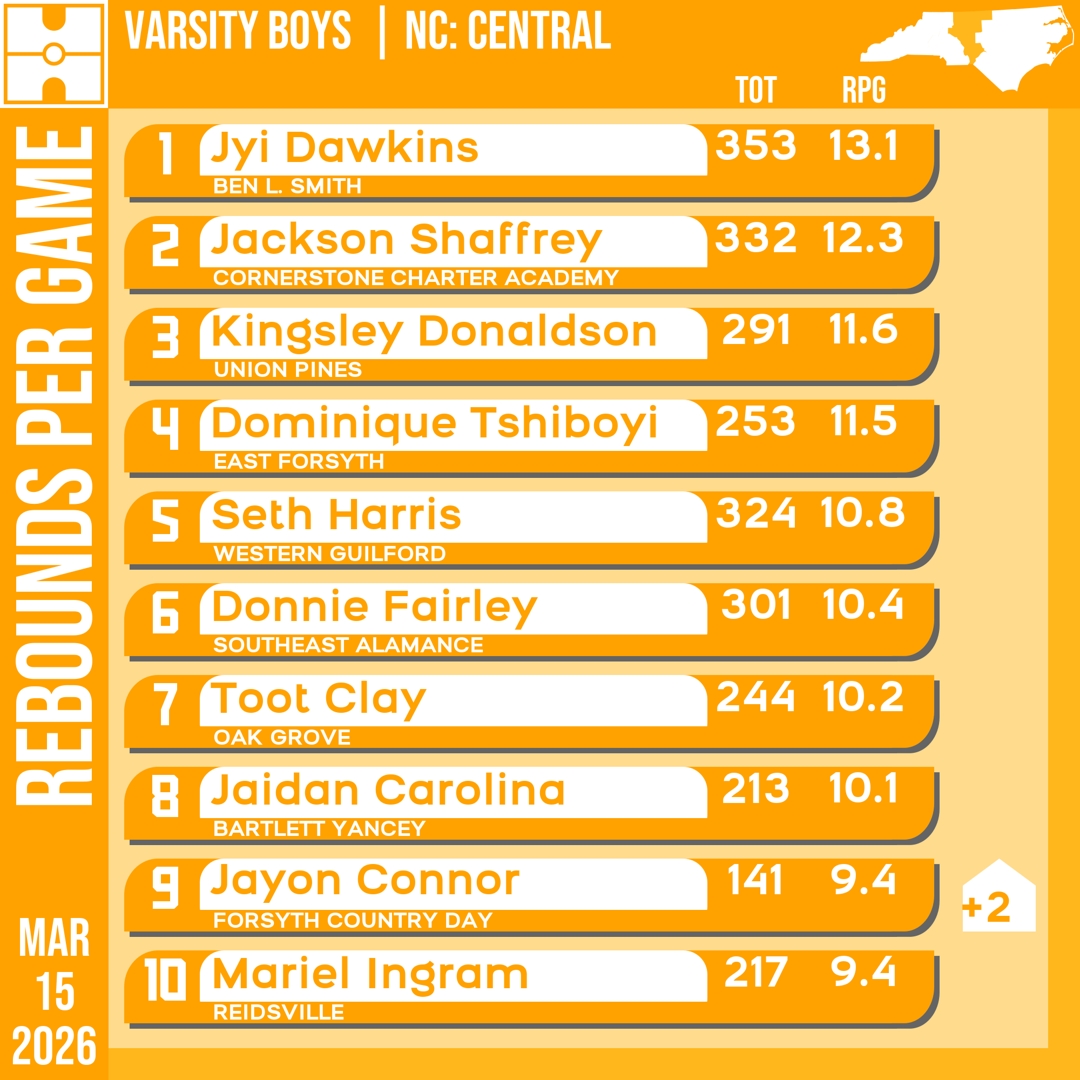 VARSITY BOYS | NC: CENTRAL
TOT RPG
REBOUNDS PER GAME
1 Jyi Dawkins 353 13.1
BEN L. SMITH
2 Jackson Shaffrey 332 12.3
CORNERSTONE CHARTER ACADEMY
3 Kingsley Donaldson 291 11.6
UNION PINES
4 Dominique Tshiboyi 253 11.5
EAST FORSYTH
5 Seth Harris 324 10.8
WESTERN GUILFORD
6 Donnie Fairley 301 10.4
SOUTHEAST ALAMANCE
7 Toot Clay 244 10.2
OAK GROVE
8 Jaidan Carolina 213 10.1
BARTLETT YANCEY
9 Jayon Connor 141 9.4 +2
FORSYTH COUNTRY DAY
10 Mariel Ingram 217 9.4
REIDSVILLE
MAR
15
2026